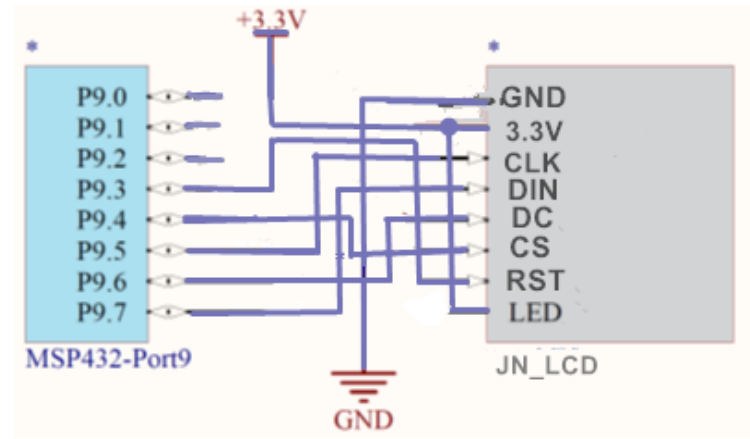 +3.3V
*
*
P9.0
P9.1
P9.2
P9.3
P9.4
P9.5
P9.6
P9.7
MSP432-Port9
GND
3.3V
CLK
DIN
DC
CS
RST
LED
JN_LCD
GND